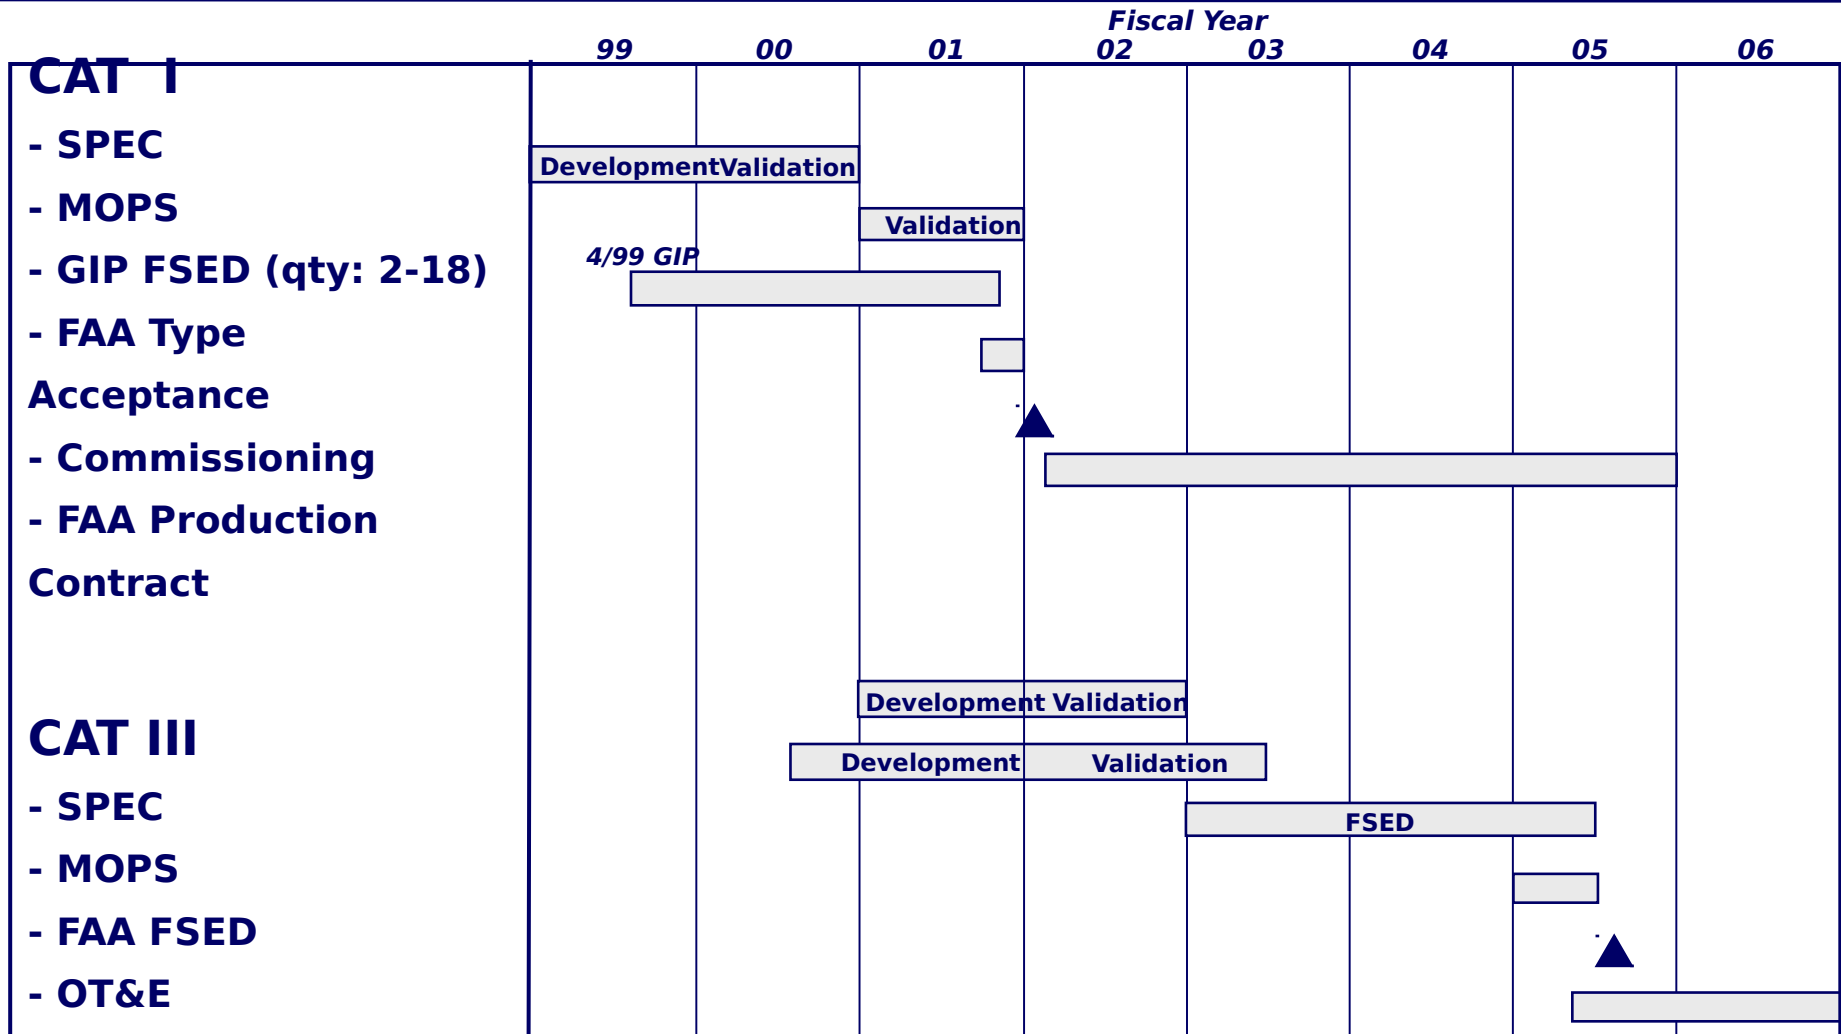 Fiscal Year
99 00 01 02 03 04 05 06
CAT I
- SPEC
DevelopmentValidation
- MOPS
Validation
4/99 GIP
- GIP FSED (qty: 2-18)
- FAA Type
Acceptance
- Commissioning
- FAA Production
Contract
Development Validation
CAT III
Development Validation
- SPEC
FSED
- MOPS
- FAA FSED
- OT&E